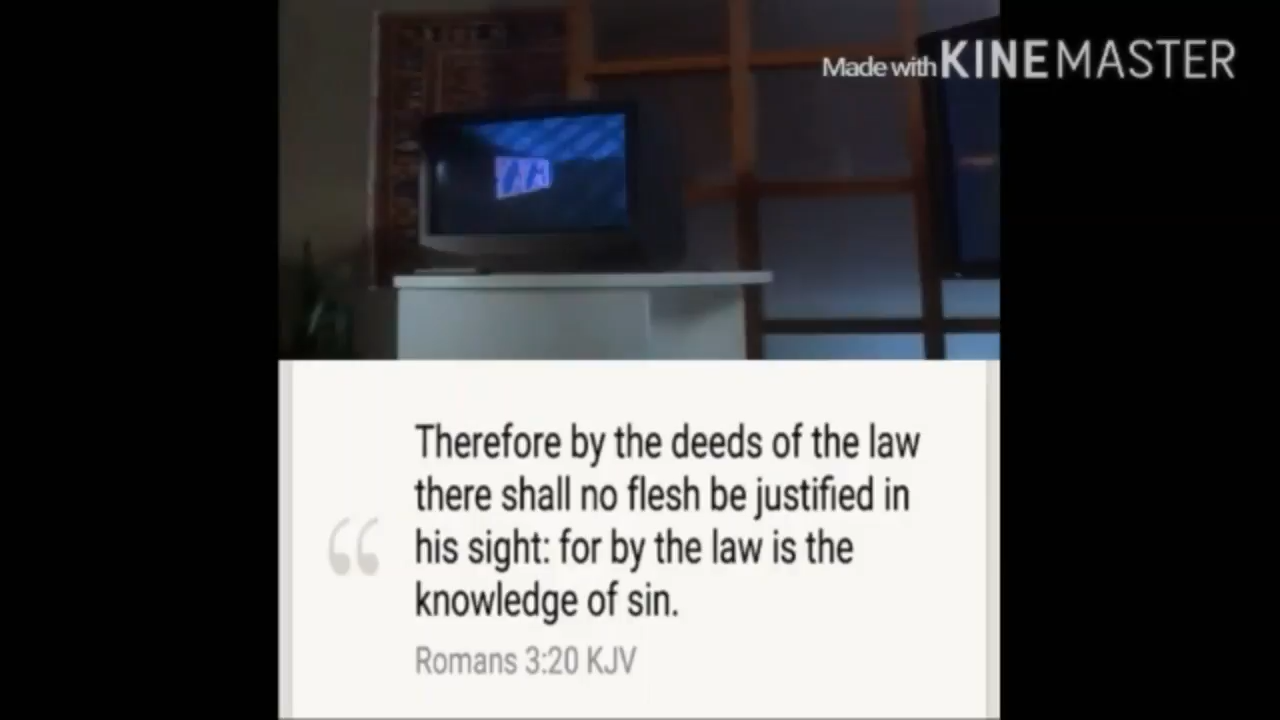 Made with KINEMASTER
Therefore by the deeds of the law
there shall no flesh be justified in
his sight: for by the law is the
knowledge of sin.
Romans 3:20 KJV